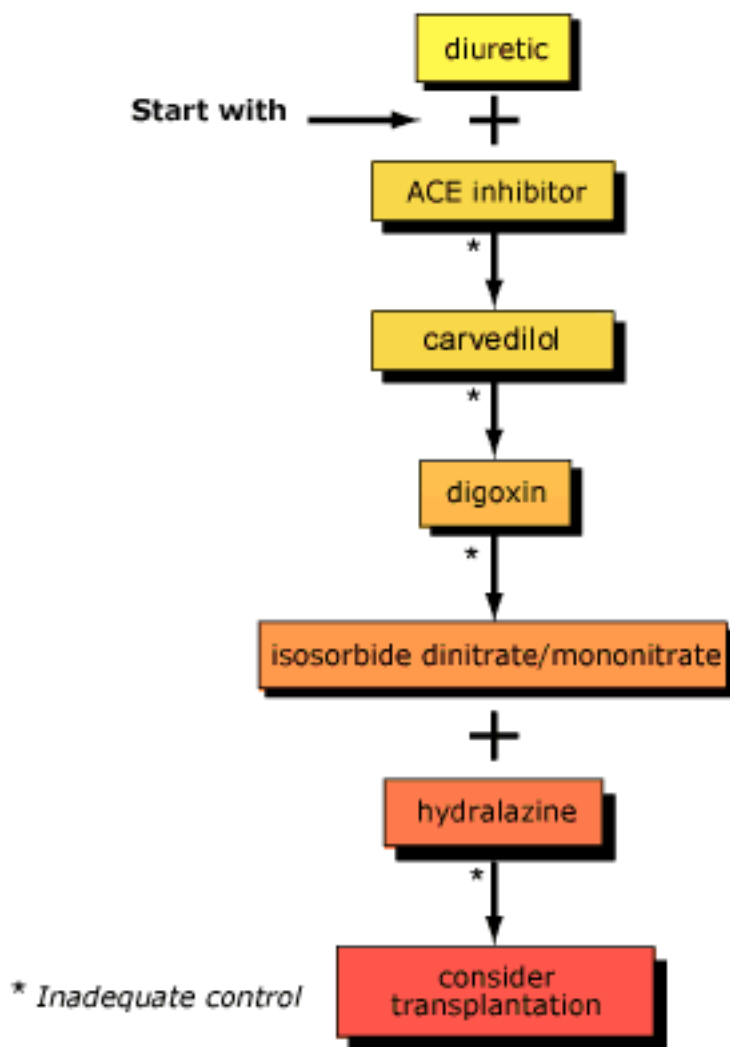 diuretic
Start with
+
ACE inhibitor
*
carvedilol
*
digoxin
*
isosorbide dinitrate/mononitrate
+
hydralazine
*
consider
transplantation
* Inadequate control